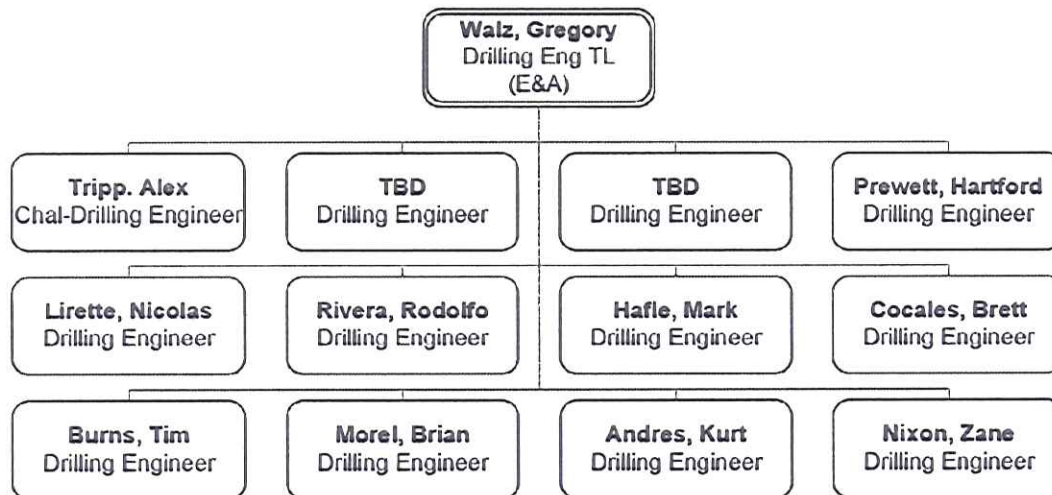 Walz, Gregory
Drilling Eng TL
(E&A)
Tripp. Alex
Chal-Drilling Engineer
TBD
Drilling Engineer
TBD
Drilling Engineer
Prewett, Hartford
Drilling Engineer
Lirette, Nicolas
Drilling Engineer
Rivera, Rodolfo
Drilling Engineer
Hafle, Mark
Drilling Engineer
Cocales, Brett
Drilling Engineer
Burns, Tim
Drilling Engineer
Morel, Brian
Drilling Engineer
Andres, Kurt
Drilling Engineer
Nixon, Zane
Drilling Engineer